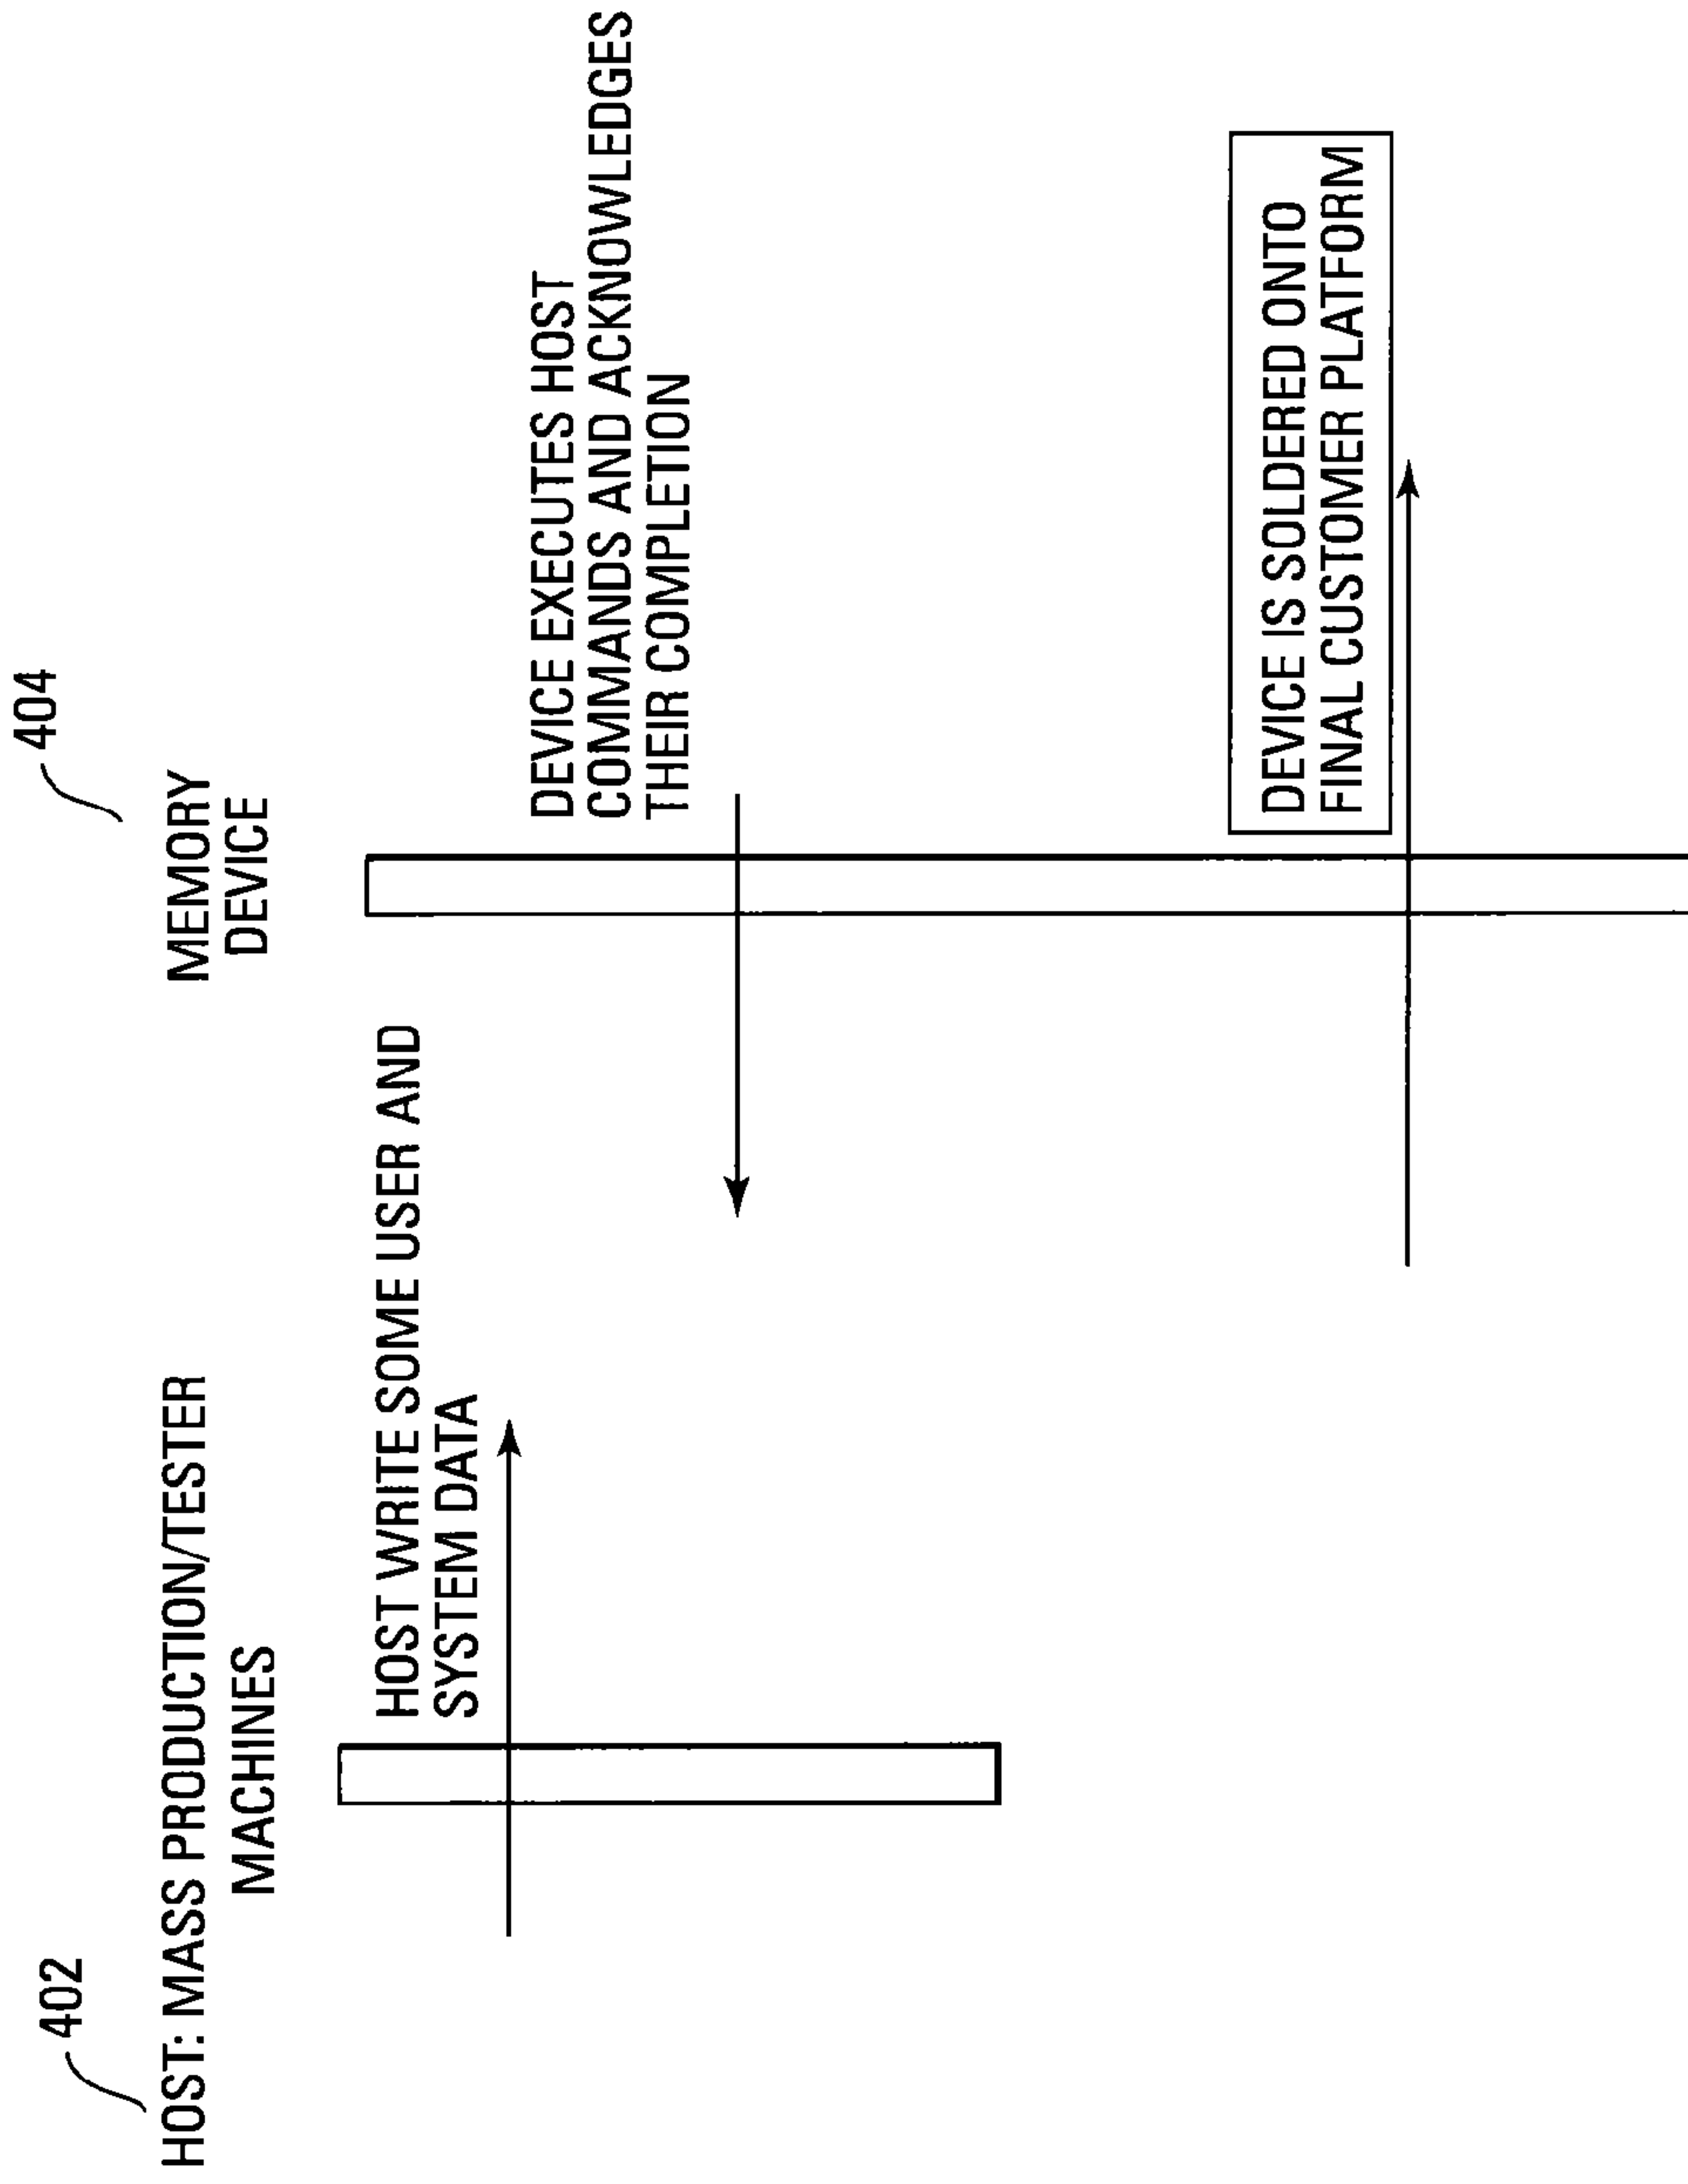 402
HOST: MASS PRODUCTION/TESTER
MACHINES
404
MEMORY
DEVICE
HOST WRITE SOME USER AND
SYSTEM DATA
DEVICE EXECUTES HOST
COMMANDS AND ACKNOWLEDGES
THEIR COMPLETION
DEVICE IS SOLDERED ONTO
FINAL CUSTOMER PLATFORM